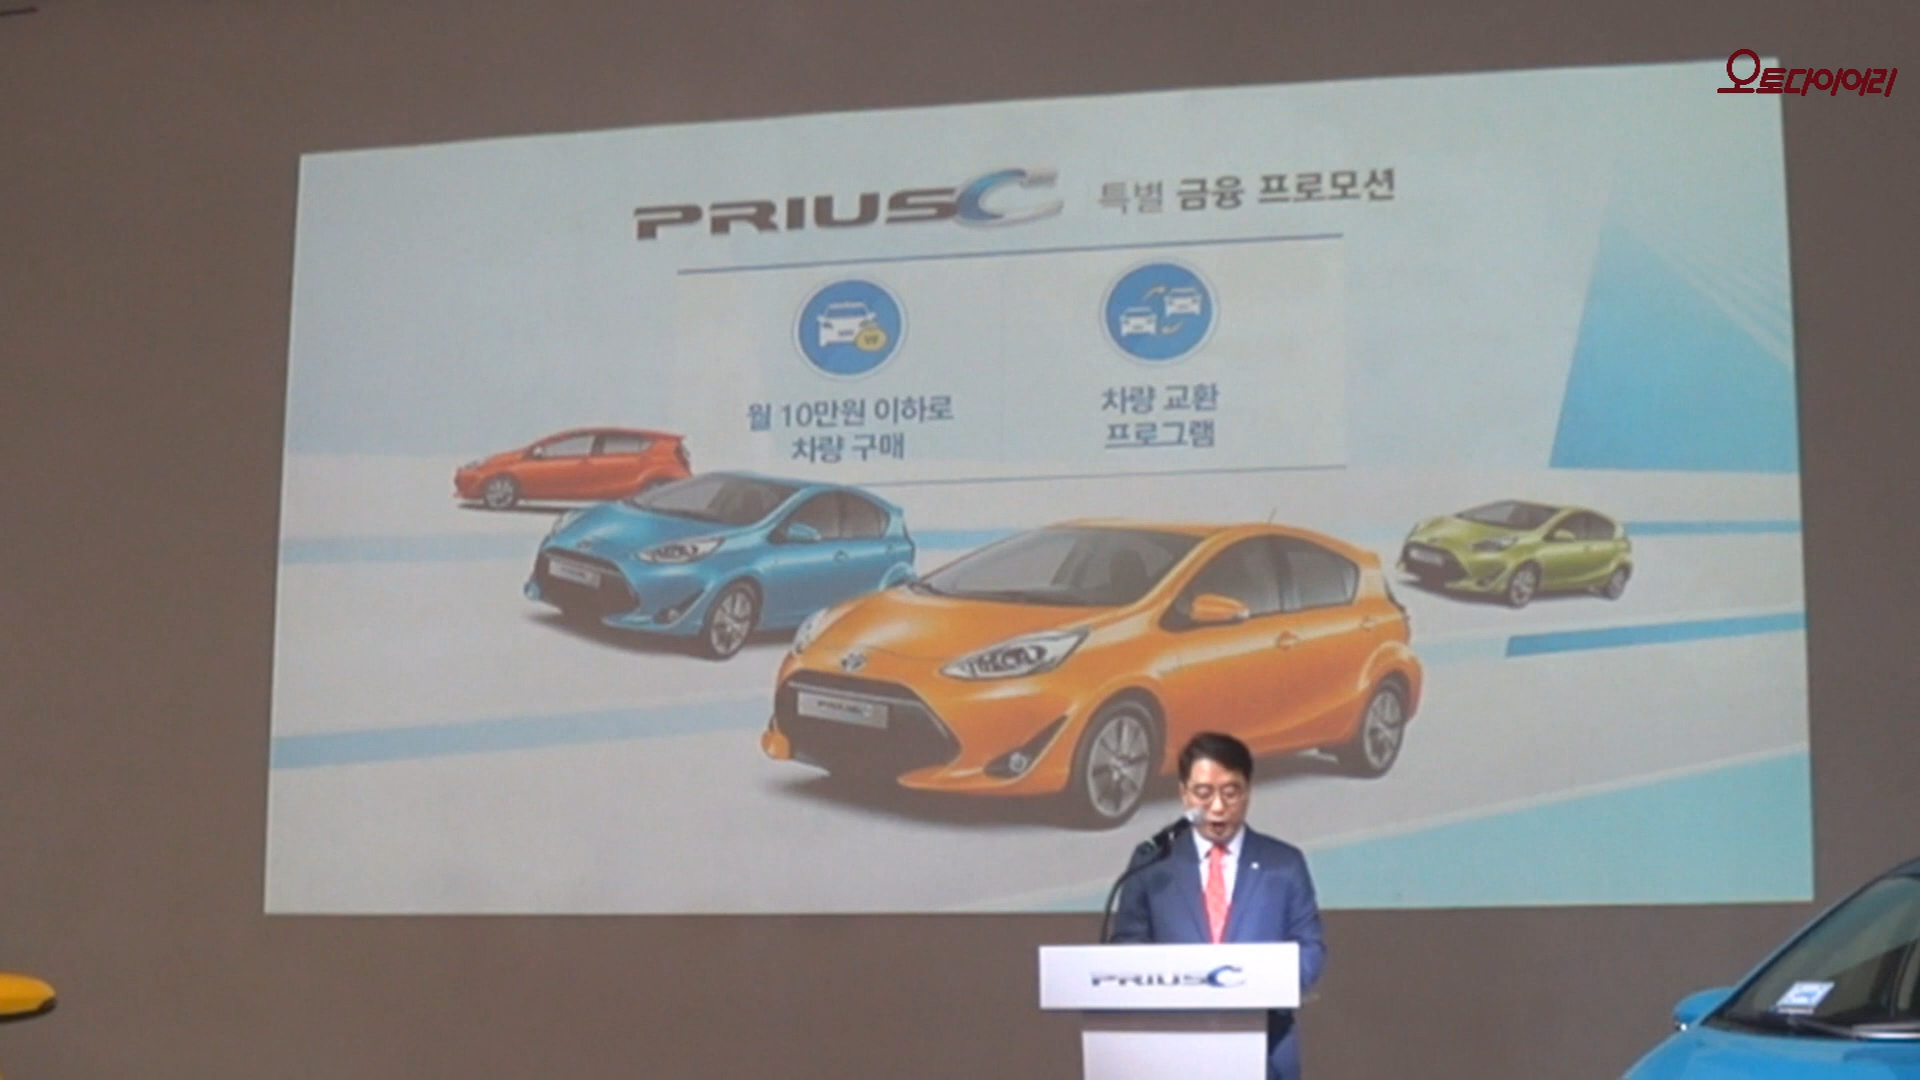 오토다이어리
PRIUS C 특별 금융 프로모션
월 10만원 이하로
차량 구매
차량 교환
프로그램
PRIUS C
PRIUS C